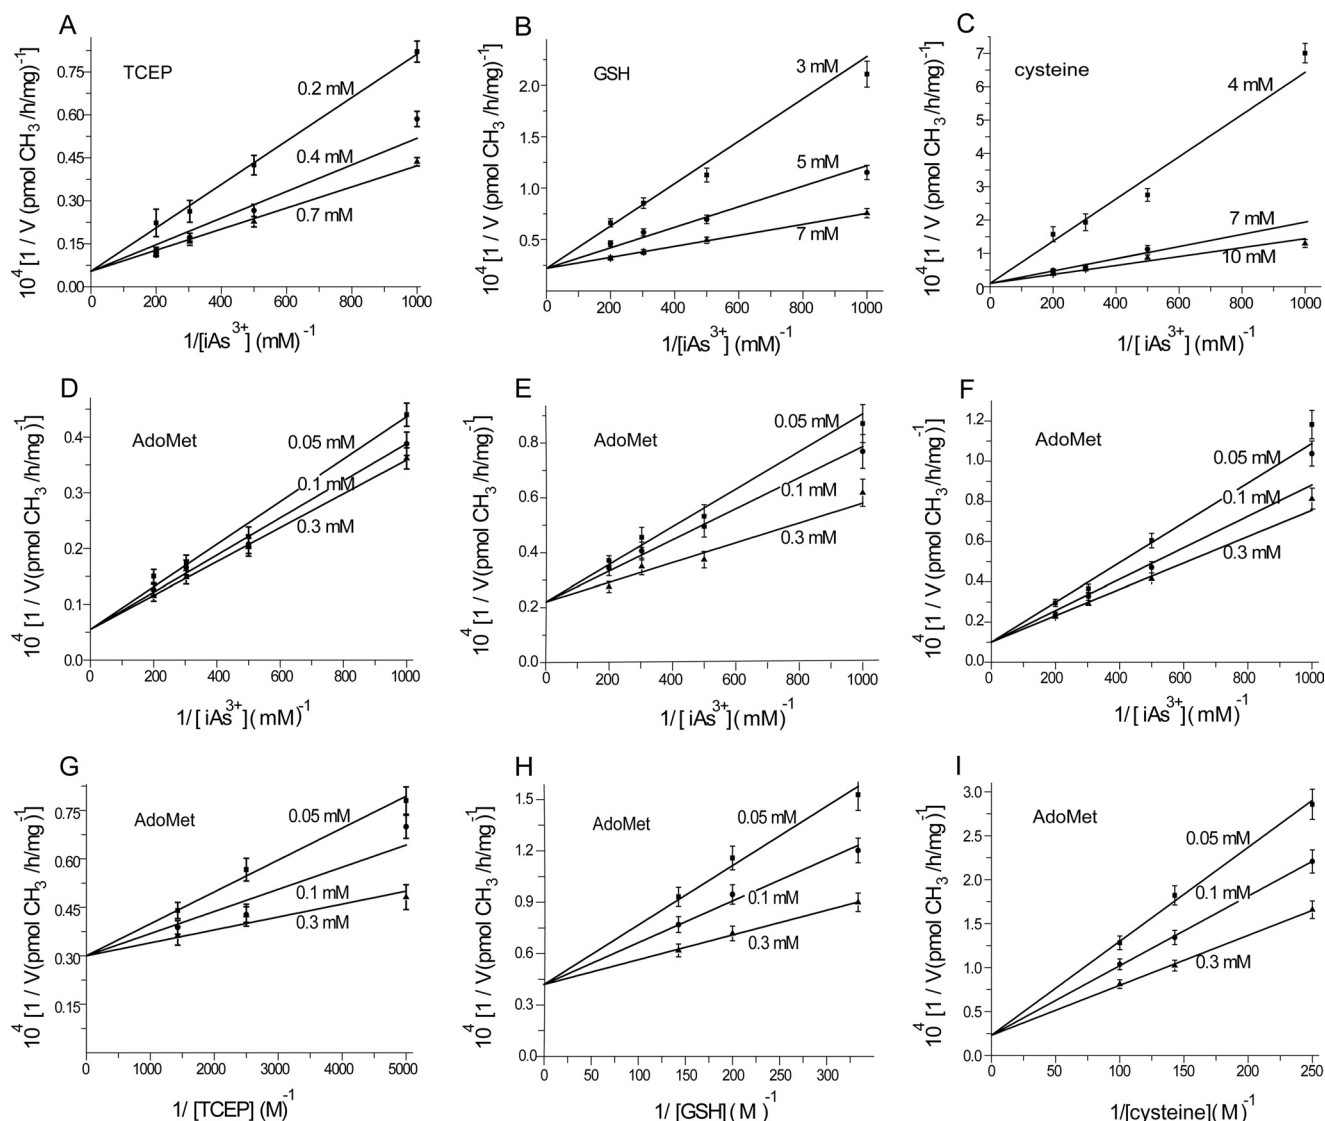 A
TCEP
0.2 mM
0.4 mM
0.7 mM
10⁴ [1 / V (pmol CH₃ /h/mg)⁻¹]
0.75
0.60
0.45
0.30
0.15
0.00
0 200 400 600 800 1000
1/[iAs³⁺] (mM)⁻¹
B
GSH
3 mM
5 mM
7 mM
10⁴ [1 / V (pmol CH₃ /h/mg)⁻¹]
2.0
1.5
1.0
0.5
0 200 400 600 800 1000
1/[iAs³⁺] (mM)⁻¹
C
cysteine
4 mM
7 mM
10 mM
10⁴ [1 / V (pmol CH₃ /h/mg)⁻¹]
7
6
5
4
3
2
1
0
0 200 400 600 800 1000
1/[ iAs³⁺] (mM)⁻¹
D
AdoMet
0.05 mM
0.1 mM
0.3 mM
10⁴ [1 / V(pmol CH₃ /h/mg⁻¹)]
0.4
0.3
0.2
0.1
0.0
0 200 400 600 800 1000
1/[ iAs³⁺] (mM)⁻¹
E
AdoMet
0.05 mM
0.1 mM
0.3 mM
10⁴ [1 / V(pmol CH₃ /h/mg⁻¹)]
0.8
0.6
0.4
0.2
0.0
0 200 400 600 800 1000
1/[ iAs³⁺] (mM)⁻¹
F
AdoMet
0.05 mM
0.1 mM
0.3 mM
10⁴ [1 / V(pmol CH₃/h/mg⁻¹)]
1.2
1.0
0.8
0.6
0.4
0.2
0.0
0 200 400 600 800 1000
1/[ iAs³⁺] (mM)⁻¹
G
AdoMet
0.05 mM
0.1 mM
0.3 mM
10⁴ [1 / V(pmol CH₃ /h/mg⁻¹)]
0.75
0.60
0.45
0.30
0.15
0 1000 2000 3000 4000 5000
1/ [TCEP] (M)⁻¹
H
AdoMet
0.05 mM
0.1 mM
0.3 mM
10⁴ [1 / V(pmol CH₃ /h/mg⁻¹)]
1.5
1.2
0.9
0.6
0.3
0.0
0 50 100 150 200 250 300
1/ [GSH] ( M )⁻¹
I
AdoMet
0.05 mM
0.1 mM
0.3 mM
10⁴ [1 / V(pmol CH₃ /h/mg⁻¹)]
3.0
2.5
2.0
1.5
1.0
0.5
0.0
0 50 100 150 200 250
1/[cysteine] ( M )⁻¹